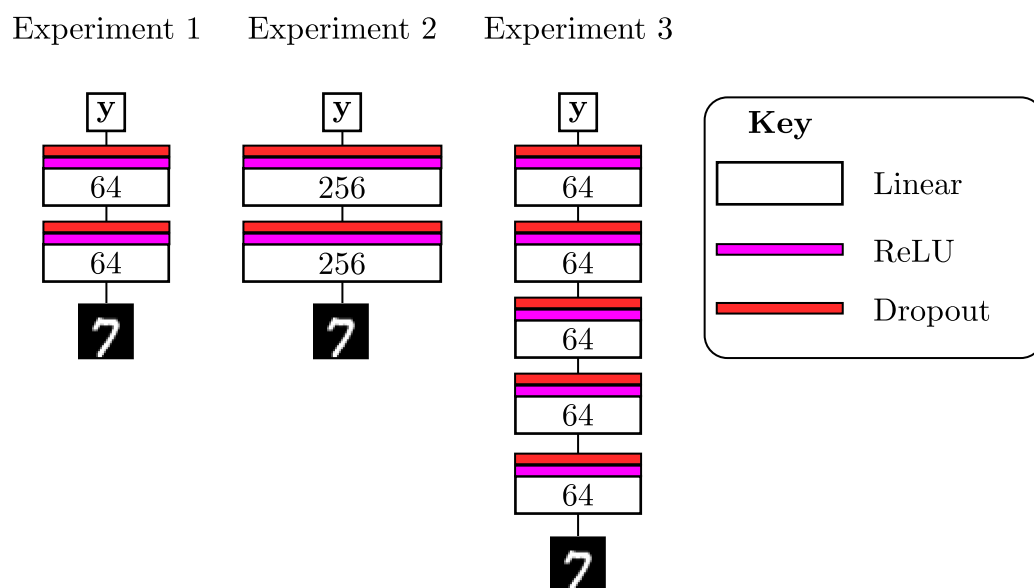 Experiment 1
Experiment 2
Experiment 3
y
64
64
7
y
256
256
7
y
64
64
64
64
64
7
Key
Linear
ReLU
Dropout